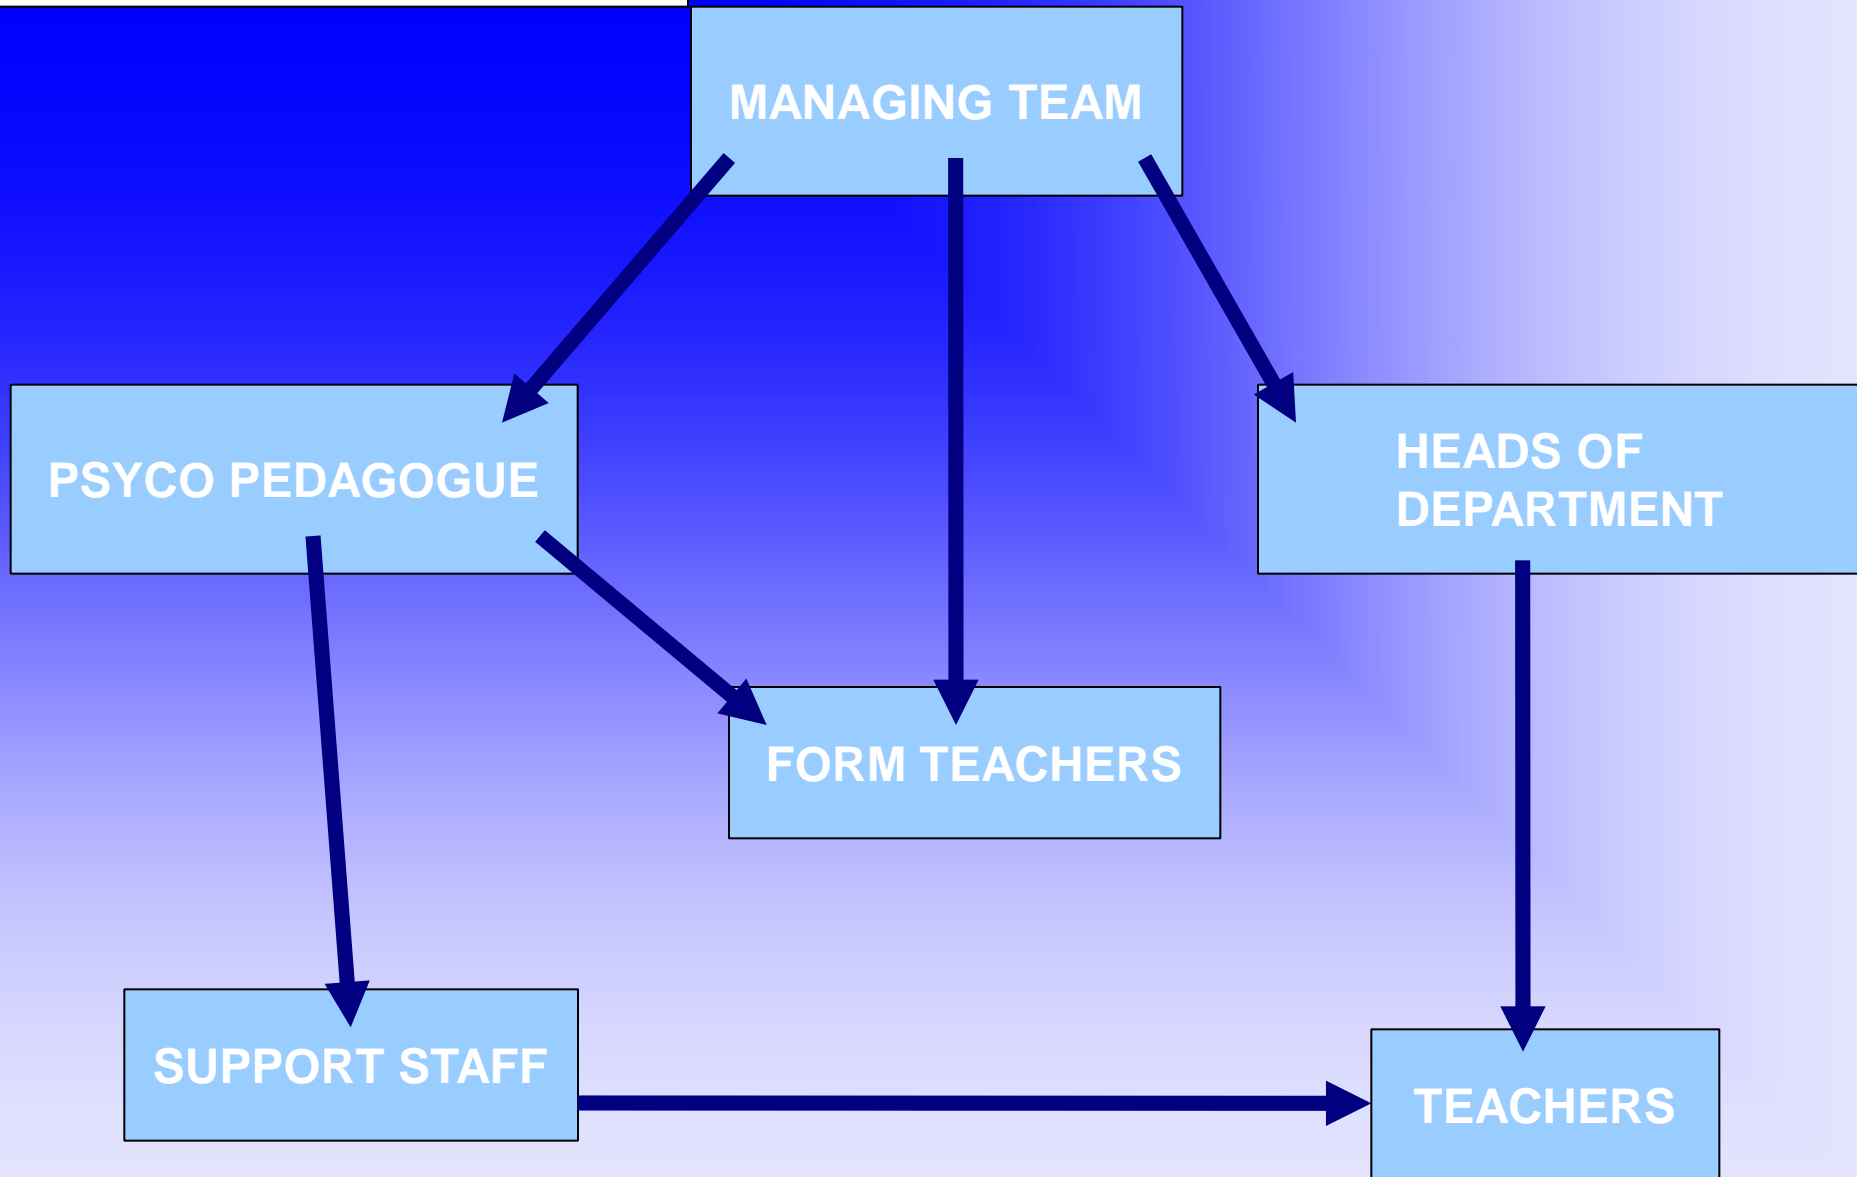 MANAGING TEAM
PSYCO PEDAGOGUE
HEADS OF
DEPARTMENT
FORM TEACHERS
SUPPORT STAFF
TEACHERS